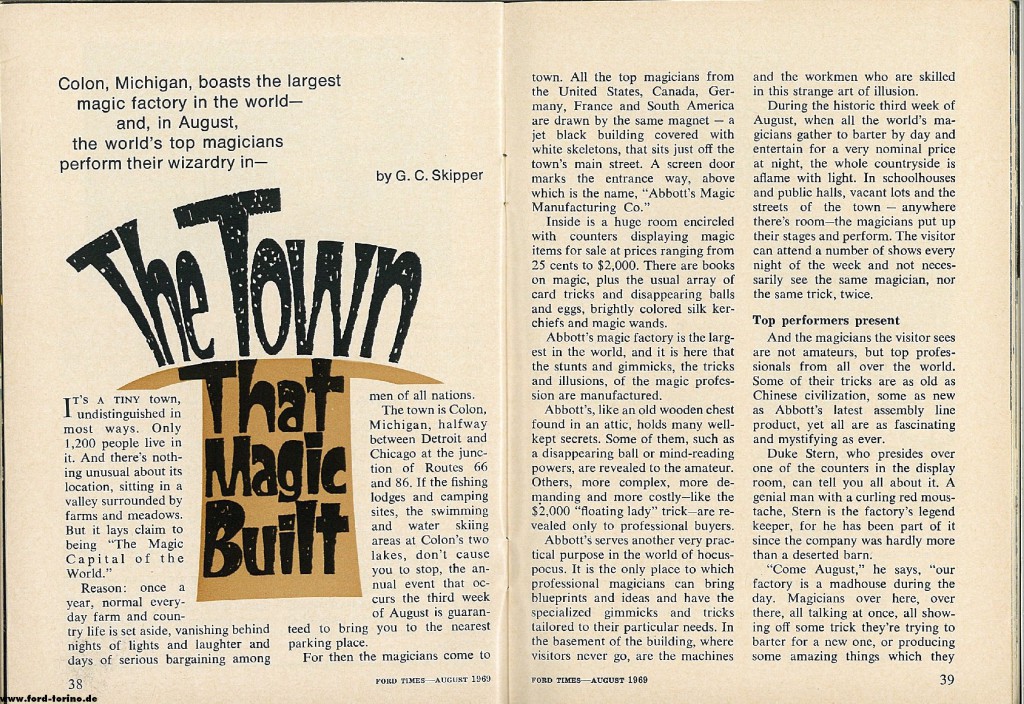 Colon, Michigan, boasts the largest
magic factory in the world—
and, in August,
the world's top magicians
perform their wizardry in—
by G. C. Skipper
The Town
That
Magic
Built
IT'S A TINY town,
undistinguished in
most ways. Only
1,200 people live in
it. And there's noth-
ing unusual about its
location, sitting in a
valley surrounded by
farms and meadows.
But it lays claim to
being "The Magic
Capital of the
World."
Reason: once a
year, normal every-
day farm and coun-
try life is set aside, vanishing behind
nights of lights and laughter and
days of serious bargaining among
men of all nations.
The town is Colon,
Michigan, halfway
between Detroit and
Chicago at the junc-
tion of Routes 66
and 86. If the fishing
lodges and camping
sites, the swimming
and water skiing
areas at Colon's two
lakes, don't cause
you to stop, the an-
nual event that oc-
curs the third week
of August is guaran-
teed to bring you to the nearest
parking place.
For then the magicians come to
38
FORD TIMES—AUGUST 1969
www.ford-torino.de
town. All the top magicians from
the United States, Canada, Ger-
many, France and South America
are drawn by the same magnet — a
jet black building covered with
white skeletons, that sits just off the
town's main street. A screen door
marks the entrance way, above
which is the name, "Abbott's Magic
Manufacturing Co."
Inside is a huge room encircled
with counters displaying magic
items for sale at prices ranging from
25 cents to $2,000. There are books
on magic, plus the usual array of
card tricks and disappearing balls
and eggs, brightly colored silk ker-
chiefs and magic wands.
Abbott's magic factory is the larg-
est in the world, and it is here that
the stunts and gimmicks, the tricks
and illusions, of the magic profes-
sion are manufactured.
Abbott's, like an old wooden chest
found in an attic, holds many well-
kept secrets. Some of them, such as
a disappearing ball or mind-reading
powers, are revealed to the amateur.
Others, more complex, more de-
manding and more costly—like the
$2,000 "floating lady" trick—are re-
vealed only to professional buyers.
Abbott's serves another very prac-
tical purpose in the world of hocus-
pocus. It is the only place to which
professional magicians can bring
blueprints and ideas and have the
specialized gimmicks and tricks
tailored to their particular needs. In
the basement of the building, where
visitors never go, are the machines
and the workmen who are skilled
in this strange art of illusion.
During the historic third week of
August, when all the world's ma-
gicians gather to barter by day and
entertain for a very nominal price
at night, the whole countryside is
aflame with light. In schoolhouses
and public halls, vacant lots and the
streets of the town — anywhere
there's room—the magicians put up
their stages and perform. The visitor
can attend a number of shows every
night of the week and not neces-
sarily see the same magician, nor
the same trick, twice.
Top performers present
And the magicians the visitor sees
are not amateurs, but top profes-
sionals from all over the world.
Some of their tricks are as old as
Chinese civilization, some as new
as Abbott's latest assembly line
product, yet all are as fascinating
and mystifying as ever.
Duke Stern, who presides over
one of the counters in the display
room, can tell you all about it. A
genial man with a curling red mous-
tache, Stern is the factory's legend
keeper, for he has been part of it
since the company was hardly more
than a deserted barn.
"Come August," he says, "our
factory is a madhouse during the
day. Magicians over here, over
there, all talking at once, all show-
ing off some trick they're trying to
barter for a new one, or producing
some amazing things which they
FORD TIMES—AUGUST 1969
39